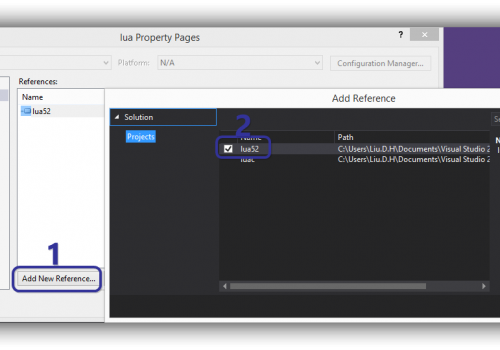 lua Property Pages
?
Platform:
N/A
Configuration Manager...
References:
Name
lua52
Add Reference
Solution
2
Projects
Name
Path
lua52
C:\Users\Liu.D.H\Documents\Visual Studio 2
luac
C:\Users\Liu.D.H\Documents\Visual Studio 2
1
Add New Reference...